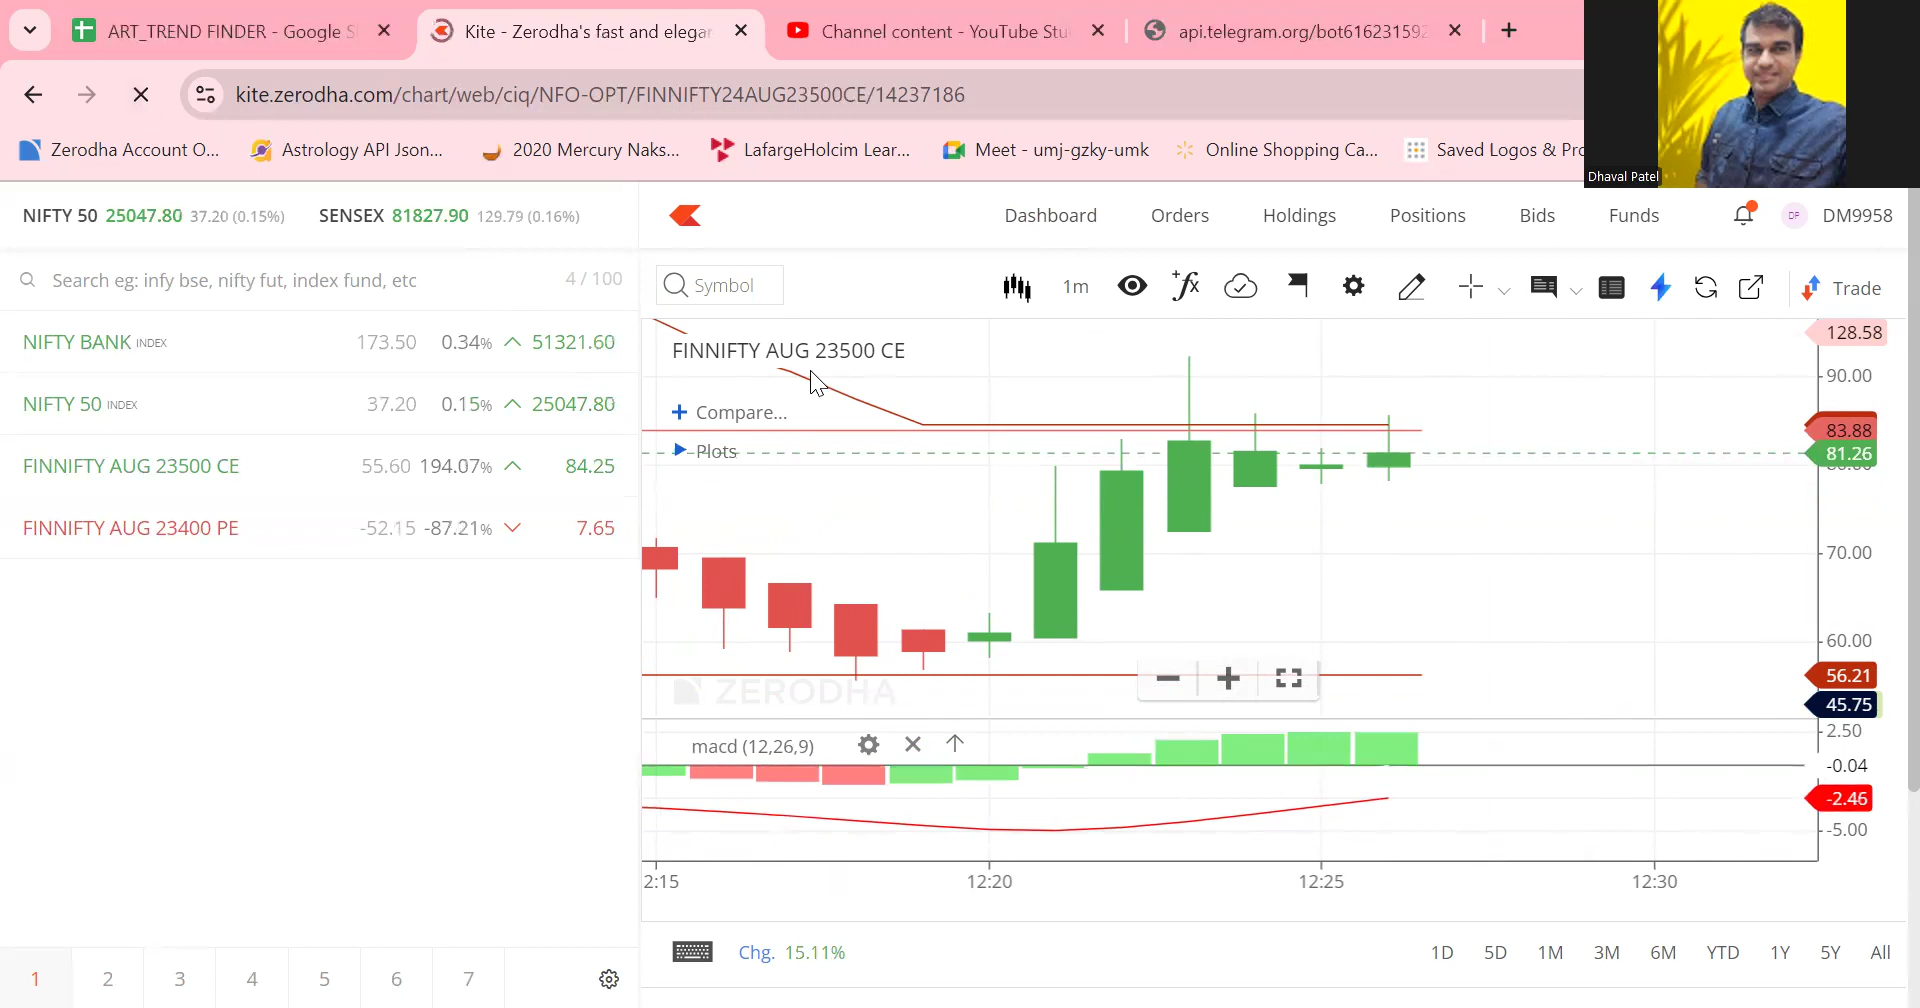 ART_TREND FINDER - Google S
Kite - Zerodha's fast and elegan
Channel content - YouTube Stu
api.telegram.org/bot616231592
kite.zerodha.com/chart/web/ciq/NFO-OPT/FINNIFTY24AUG23500CE/14237186
Zerodha Account O...
Astrology API Json...
2020 Mercury Naks...
LafargeHolcim Lear...
Meet - umj-gzky-umk
Online Shopping Ca...
Saved Logos & Pro
Dhaval Patel
NIFTY 50 25047.80 37.20 (0.15%)
SENSEX 81827.90 129.79 (0.16%)
Dashboard
Orders
Holdings
Positions
Bids
Funds
DP
DM9958
Search eg: infy bse, nifty fut, index fund, etc
4 / 100
NIFTY BANK INDEX 173.50 0.34% 51321.60
NIFTY 50 INDEX 37.20 0.15% 25047.80
FINNIFTY AUG 23500 CE 55.60 194.07% 84.25
FINNIFTY AUG 23400 PE -52.15 -87.21% 7.65
Symbol
1m
Trade
FINNIFTY AUG 23500 CE
Compare...
Plots
128.58
90.00
83.88
81.26
80.00
70.00
60.00
56.21
45.75
ZERODHA
macd (12,26,9)
2.50
-0.04
-2.46
-5.00
2:15
12:20
12:25
12:30
Chg. 15.11%
1D 5D 1M 3M 6M YTD 1Y 5Y All
1 2 3 4 5 6 7